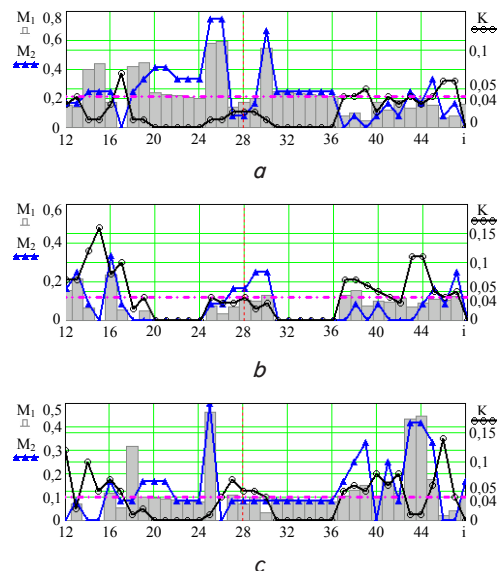 M₁ 0,8 K
M₂ 0,6 0,1
0,4 0,05
0,2 0,04
0 0
12 16 20 24 28 32 36 40 44 i
a
M₁ 0,6 K
0,15
M₂ 0,4
0,2 0,05
0,04
0 0
12 16 20 24 28 32 36 40 44 i
b
M₁ 0,5 K
0,4 0,15
M₂ 0,3
0,2 0,05
0,1 0,04
0 0
12 16 20 24 28 32 36 40 44 i
c